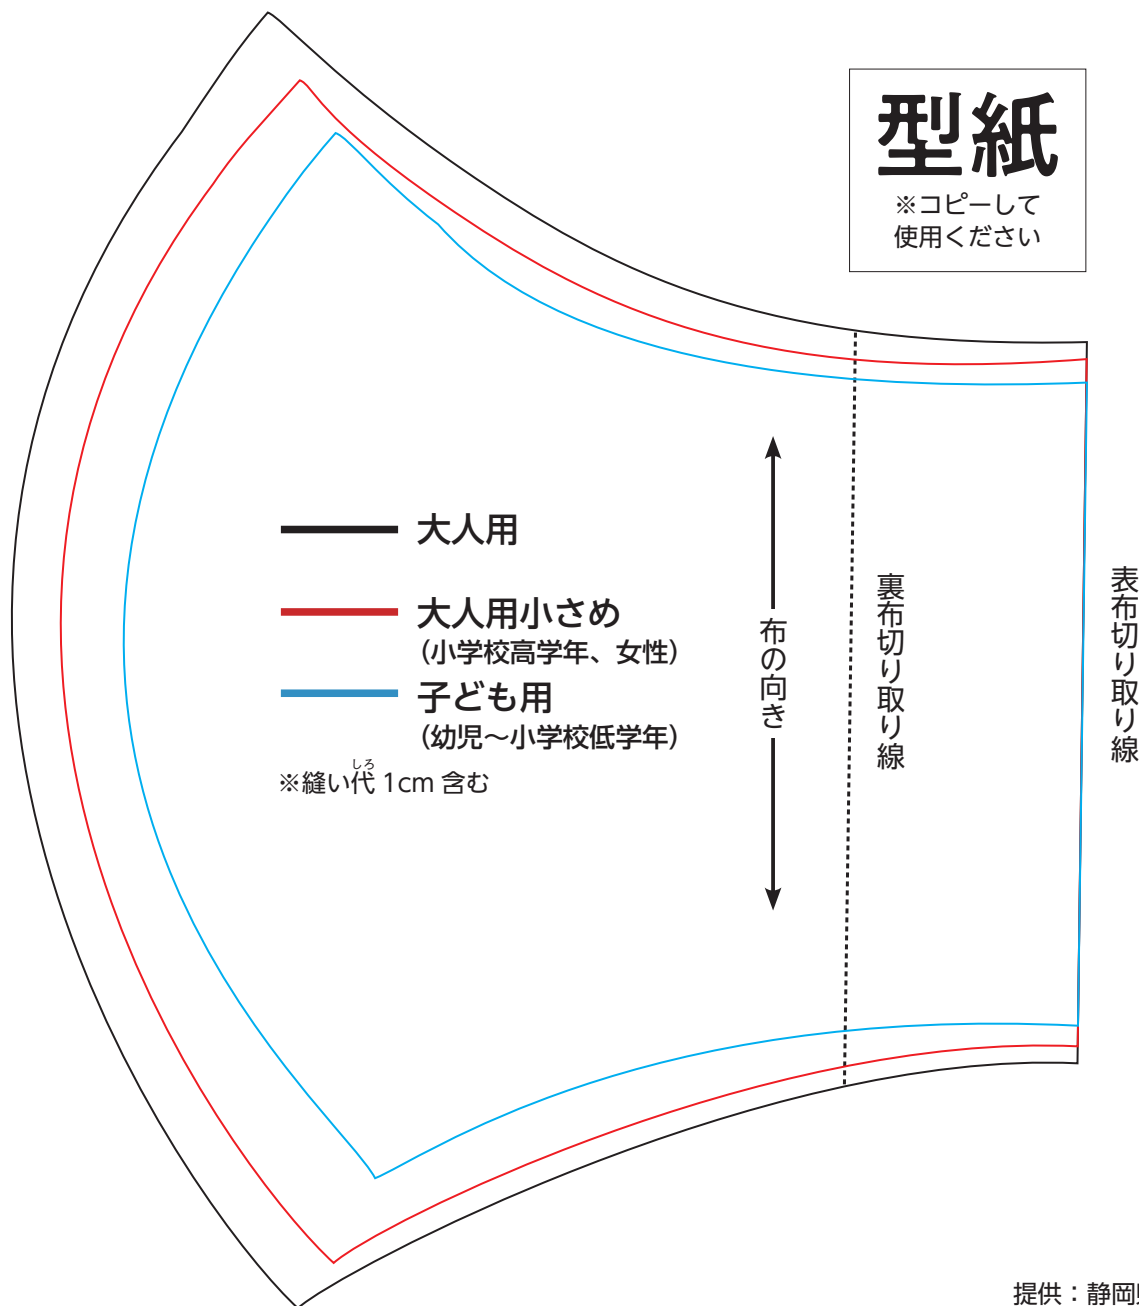 型紙
※コピーして
使用ください
大人用
大人用小さめ
(小学校高学年、女性)
子ども用
(幼児〜小学校低学年)
しろ
※縫い代 1cm 含む
布の向き
裏布切り取り線
表布切り取り線
提供：静岡